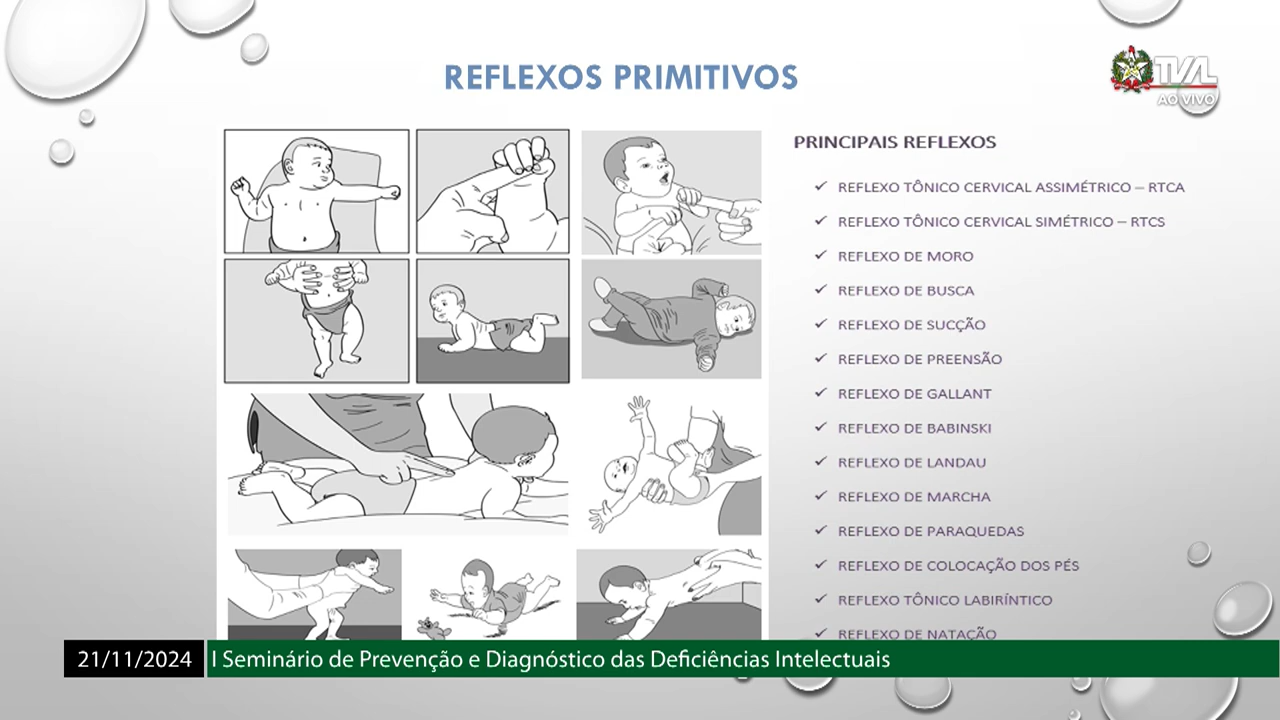 REFLEXOS PRIMITIVOS
TVAL
AO VIVO
PRINCIPAIS REFLEXOS
✓ REFLEXO TÔNICO CERVICAL ASSIMÉTRICO – RTCA
✓ REFLEXO TÔNICO CERVICAL SIMÉTRICO – RTCS
✓ REFLEXO DE MORO
✓ REFLEXO DE BUSCA
✓ REFLEXO DE SUCÇÃO
✓ REFLEXO DE PREENSÃO
✓ REFLEXO DE GALLANT
✓ REFLEXO DE BABINSKI
✓ REFLEXO DE LANDAU
✓ REFLEXO DE MARCHA
✓ REFLEXO DE PARAQUEDAS
✓ REFLEXO DE COLOCAÇÃO DOS PÉS
✓ REFLEXO TÔNICO LABIRÍNTICO
✓ REFLEXO DE NATAÇÃO
21/11/2024 I Seminário de Prevenção e Diagnóstico das Deficiências Intelectuais